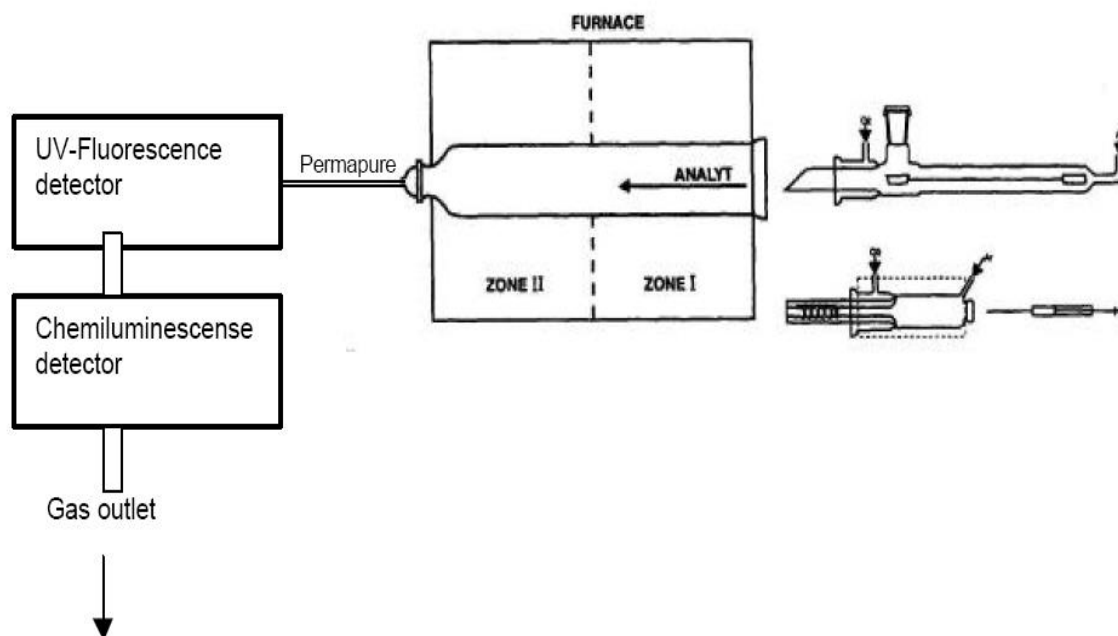 FURNACE
UV-Fluorescence
detector
Permapure
ANALYT
ZONE II
ZONE I
Chemiluminescense
detector
Gas outlet